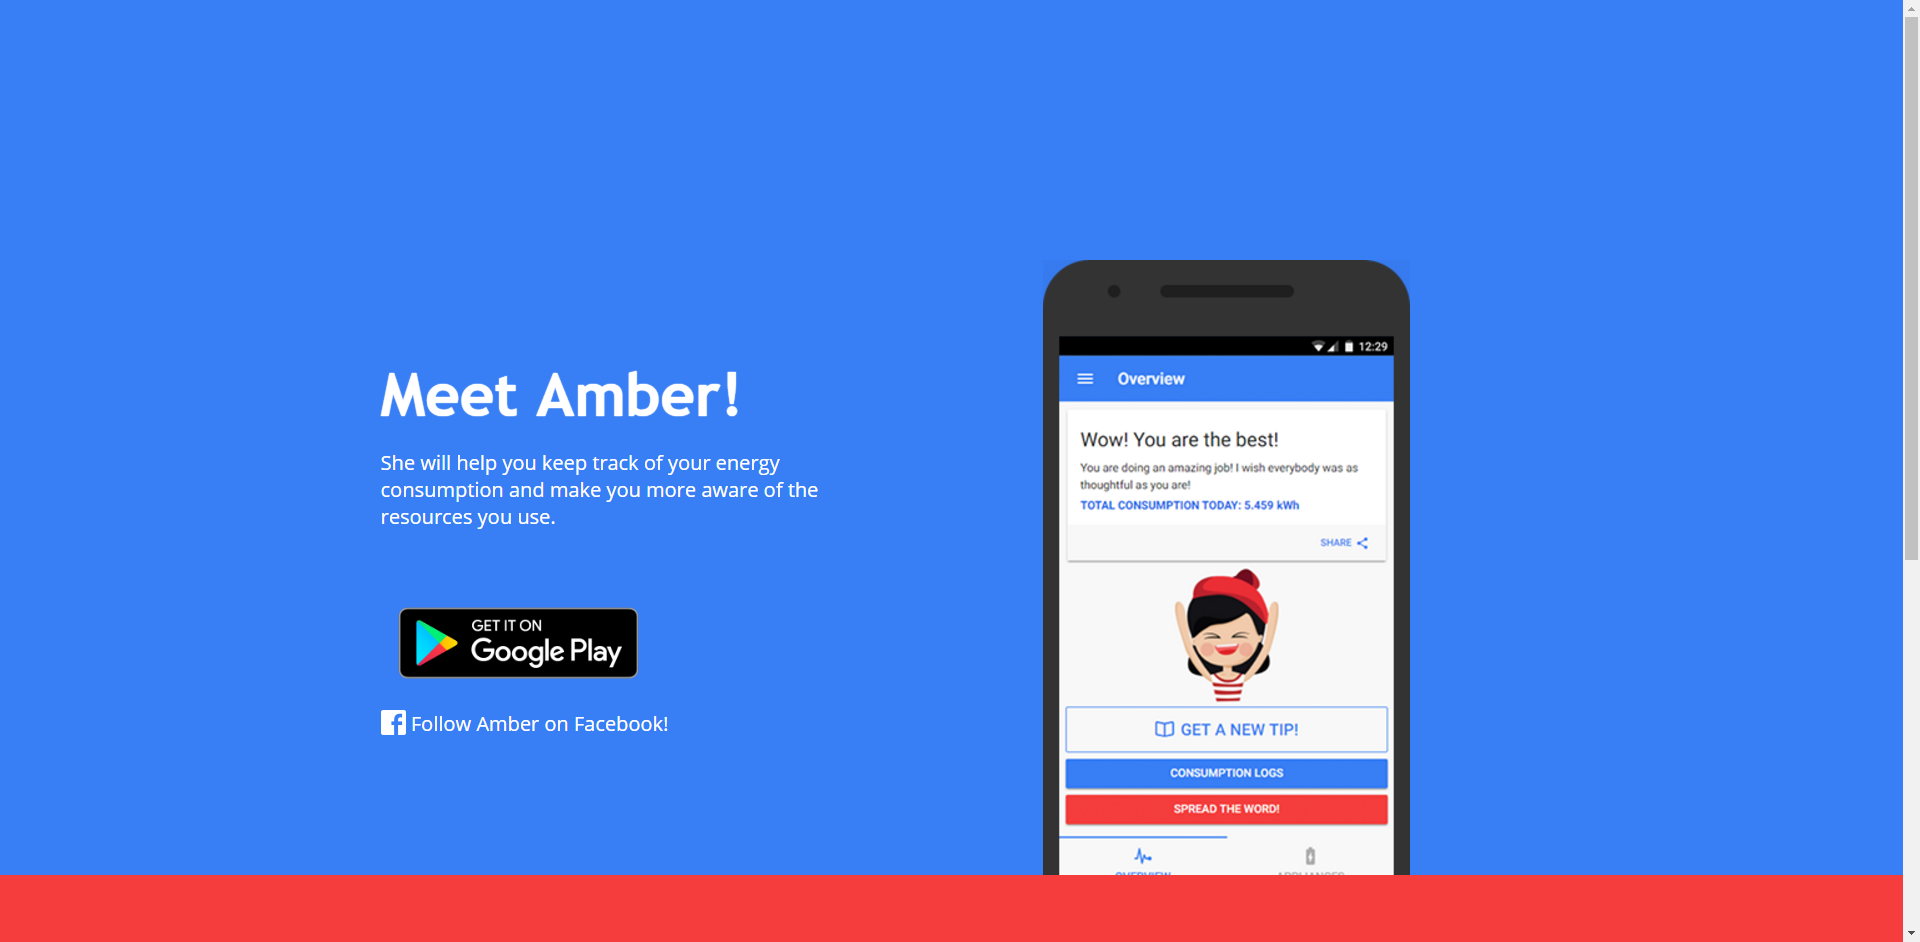 Meet Amber!
She will help you keep track of your energy
consumption and make you more aware of the
resources you use.
GET IT ON
Google Play
Follow Amber on Facebook!
12:29
Overview
Wow! You are the best!
You are doing an amazing job! I wish everybody was as
thoughtful as you are!
TOTAL CONSUMPTION TODAY: 5.459 kWh
SHARE
GET A NEW TIP!
CONSUMPTION LOGS
SPREAD THE WORD!
OVERVIEW
APPLIANCES